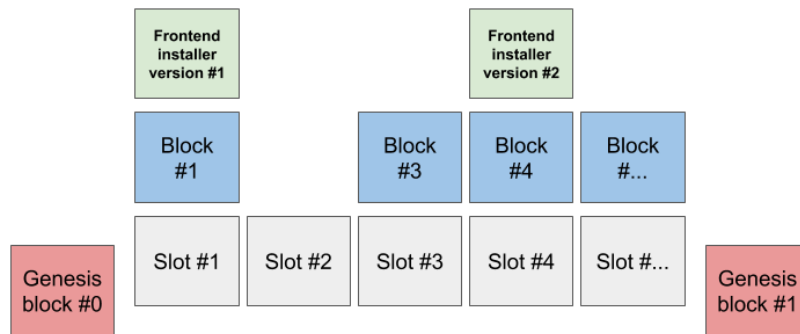 Frontend
installer
version #1
Frontend
installer
version #2
Block
#1
Block
#3
Block
#4
Block
#...
Slot #1
Slot #2
Slot #3
Slot #4
Slot #...
Genesis
block #0
Genesis
block #1